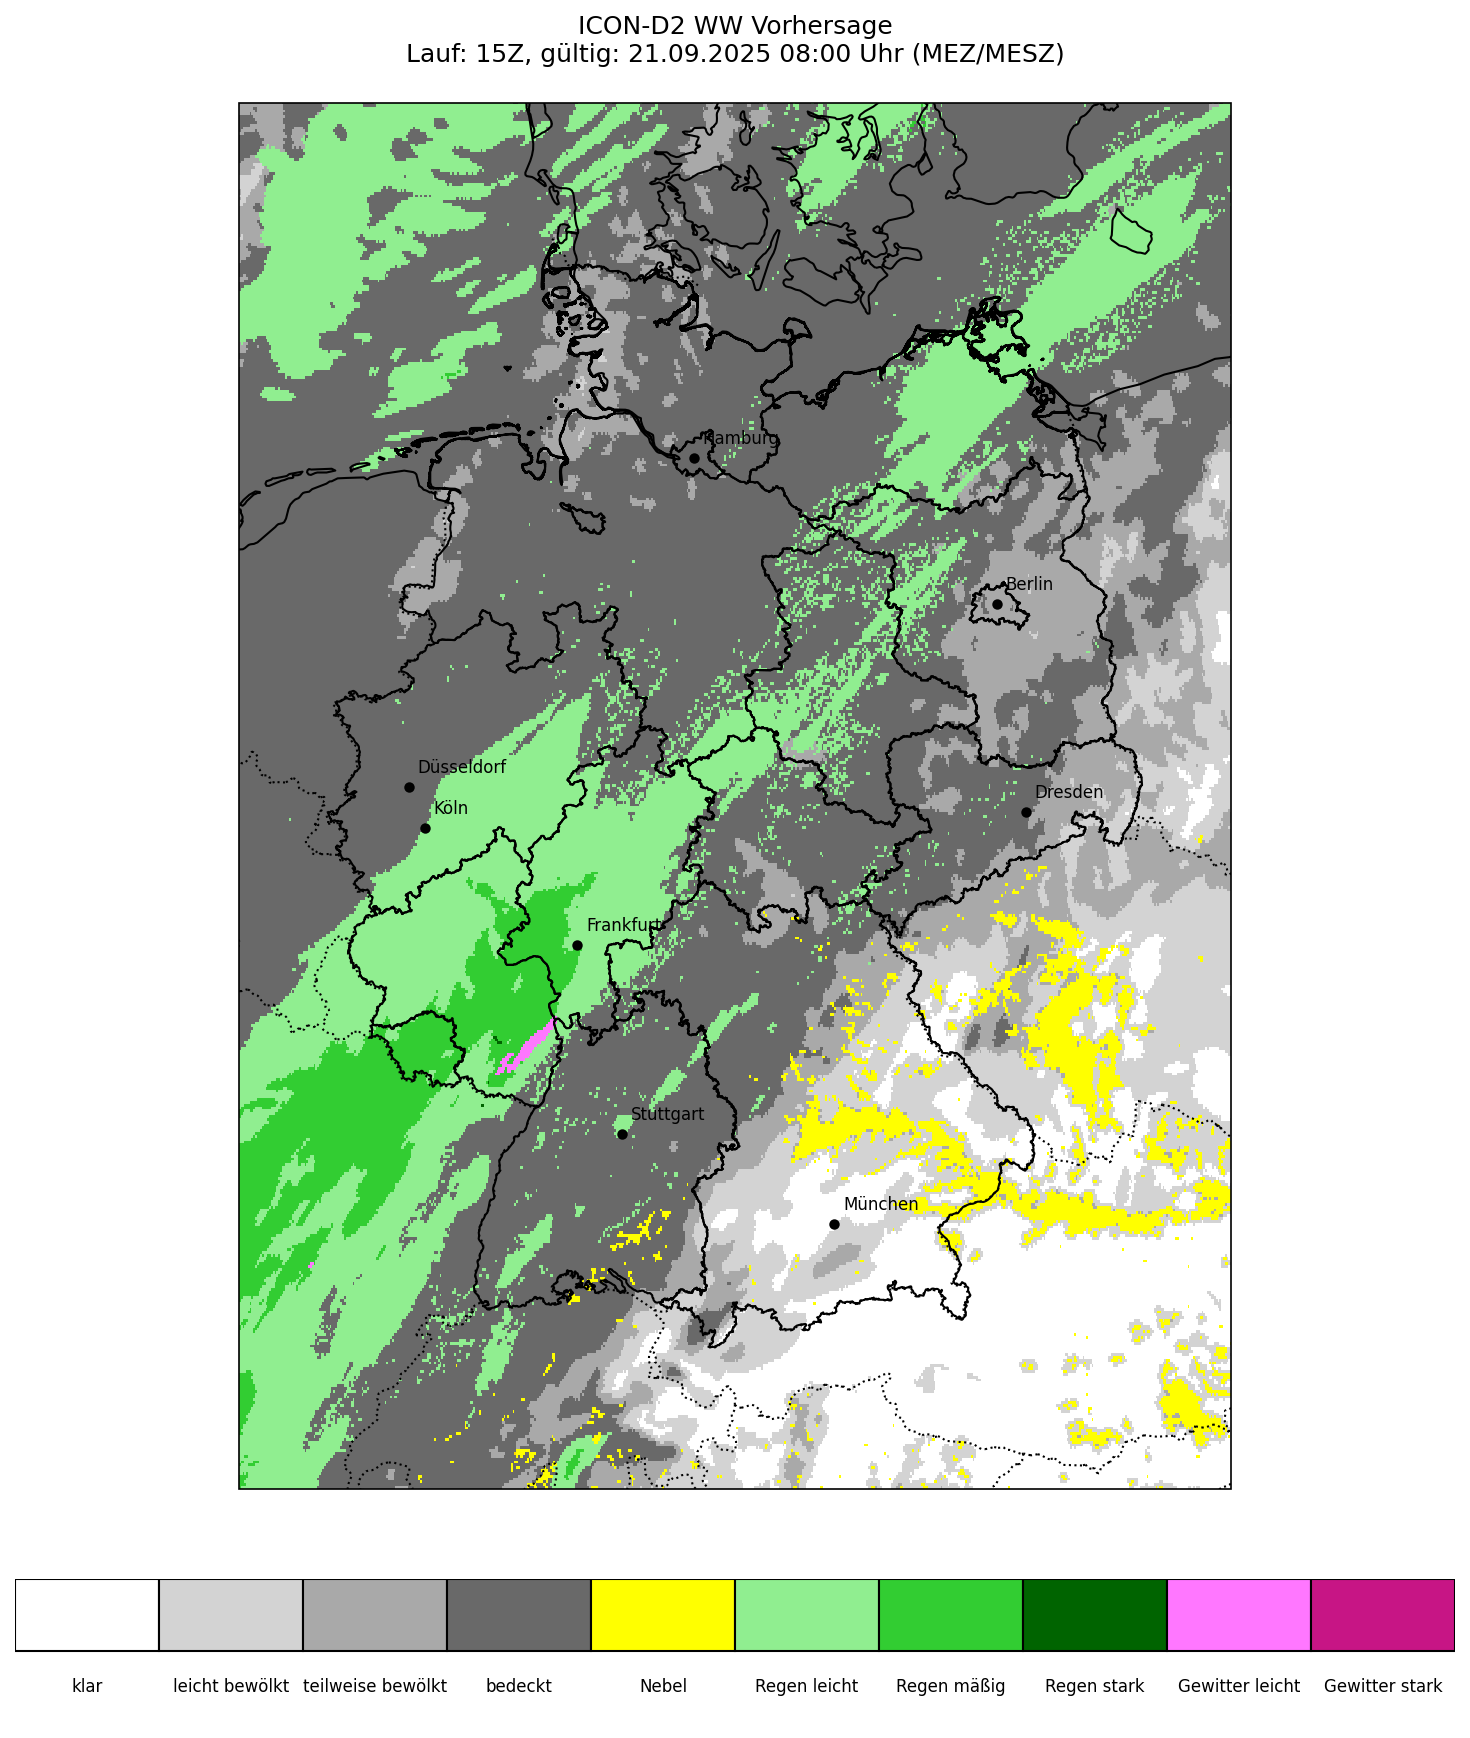 ICON-D2 WW Vorhersage
Lauf: 15Z, gültig: 21.09.2025 08:00 Uhr (MEZ/MESZ)
Hamburg
Berlin
Düsseldorf
Köln
Dresden
Frankfurt
Stuttgart
München
klar
leicht bewölkt
teilweise bewölkt
bedeckt
Nebel
Regen leicht
Regen mäßig
Regen stark
Gewitter leicht
Gewitter stark